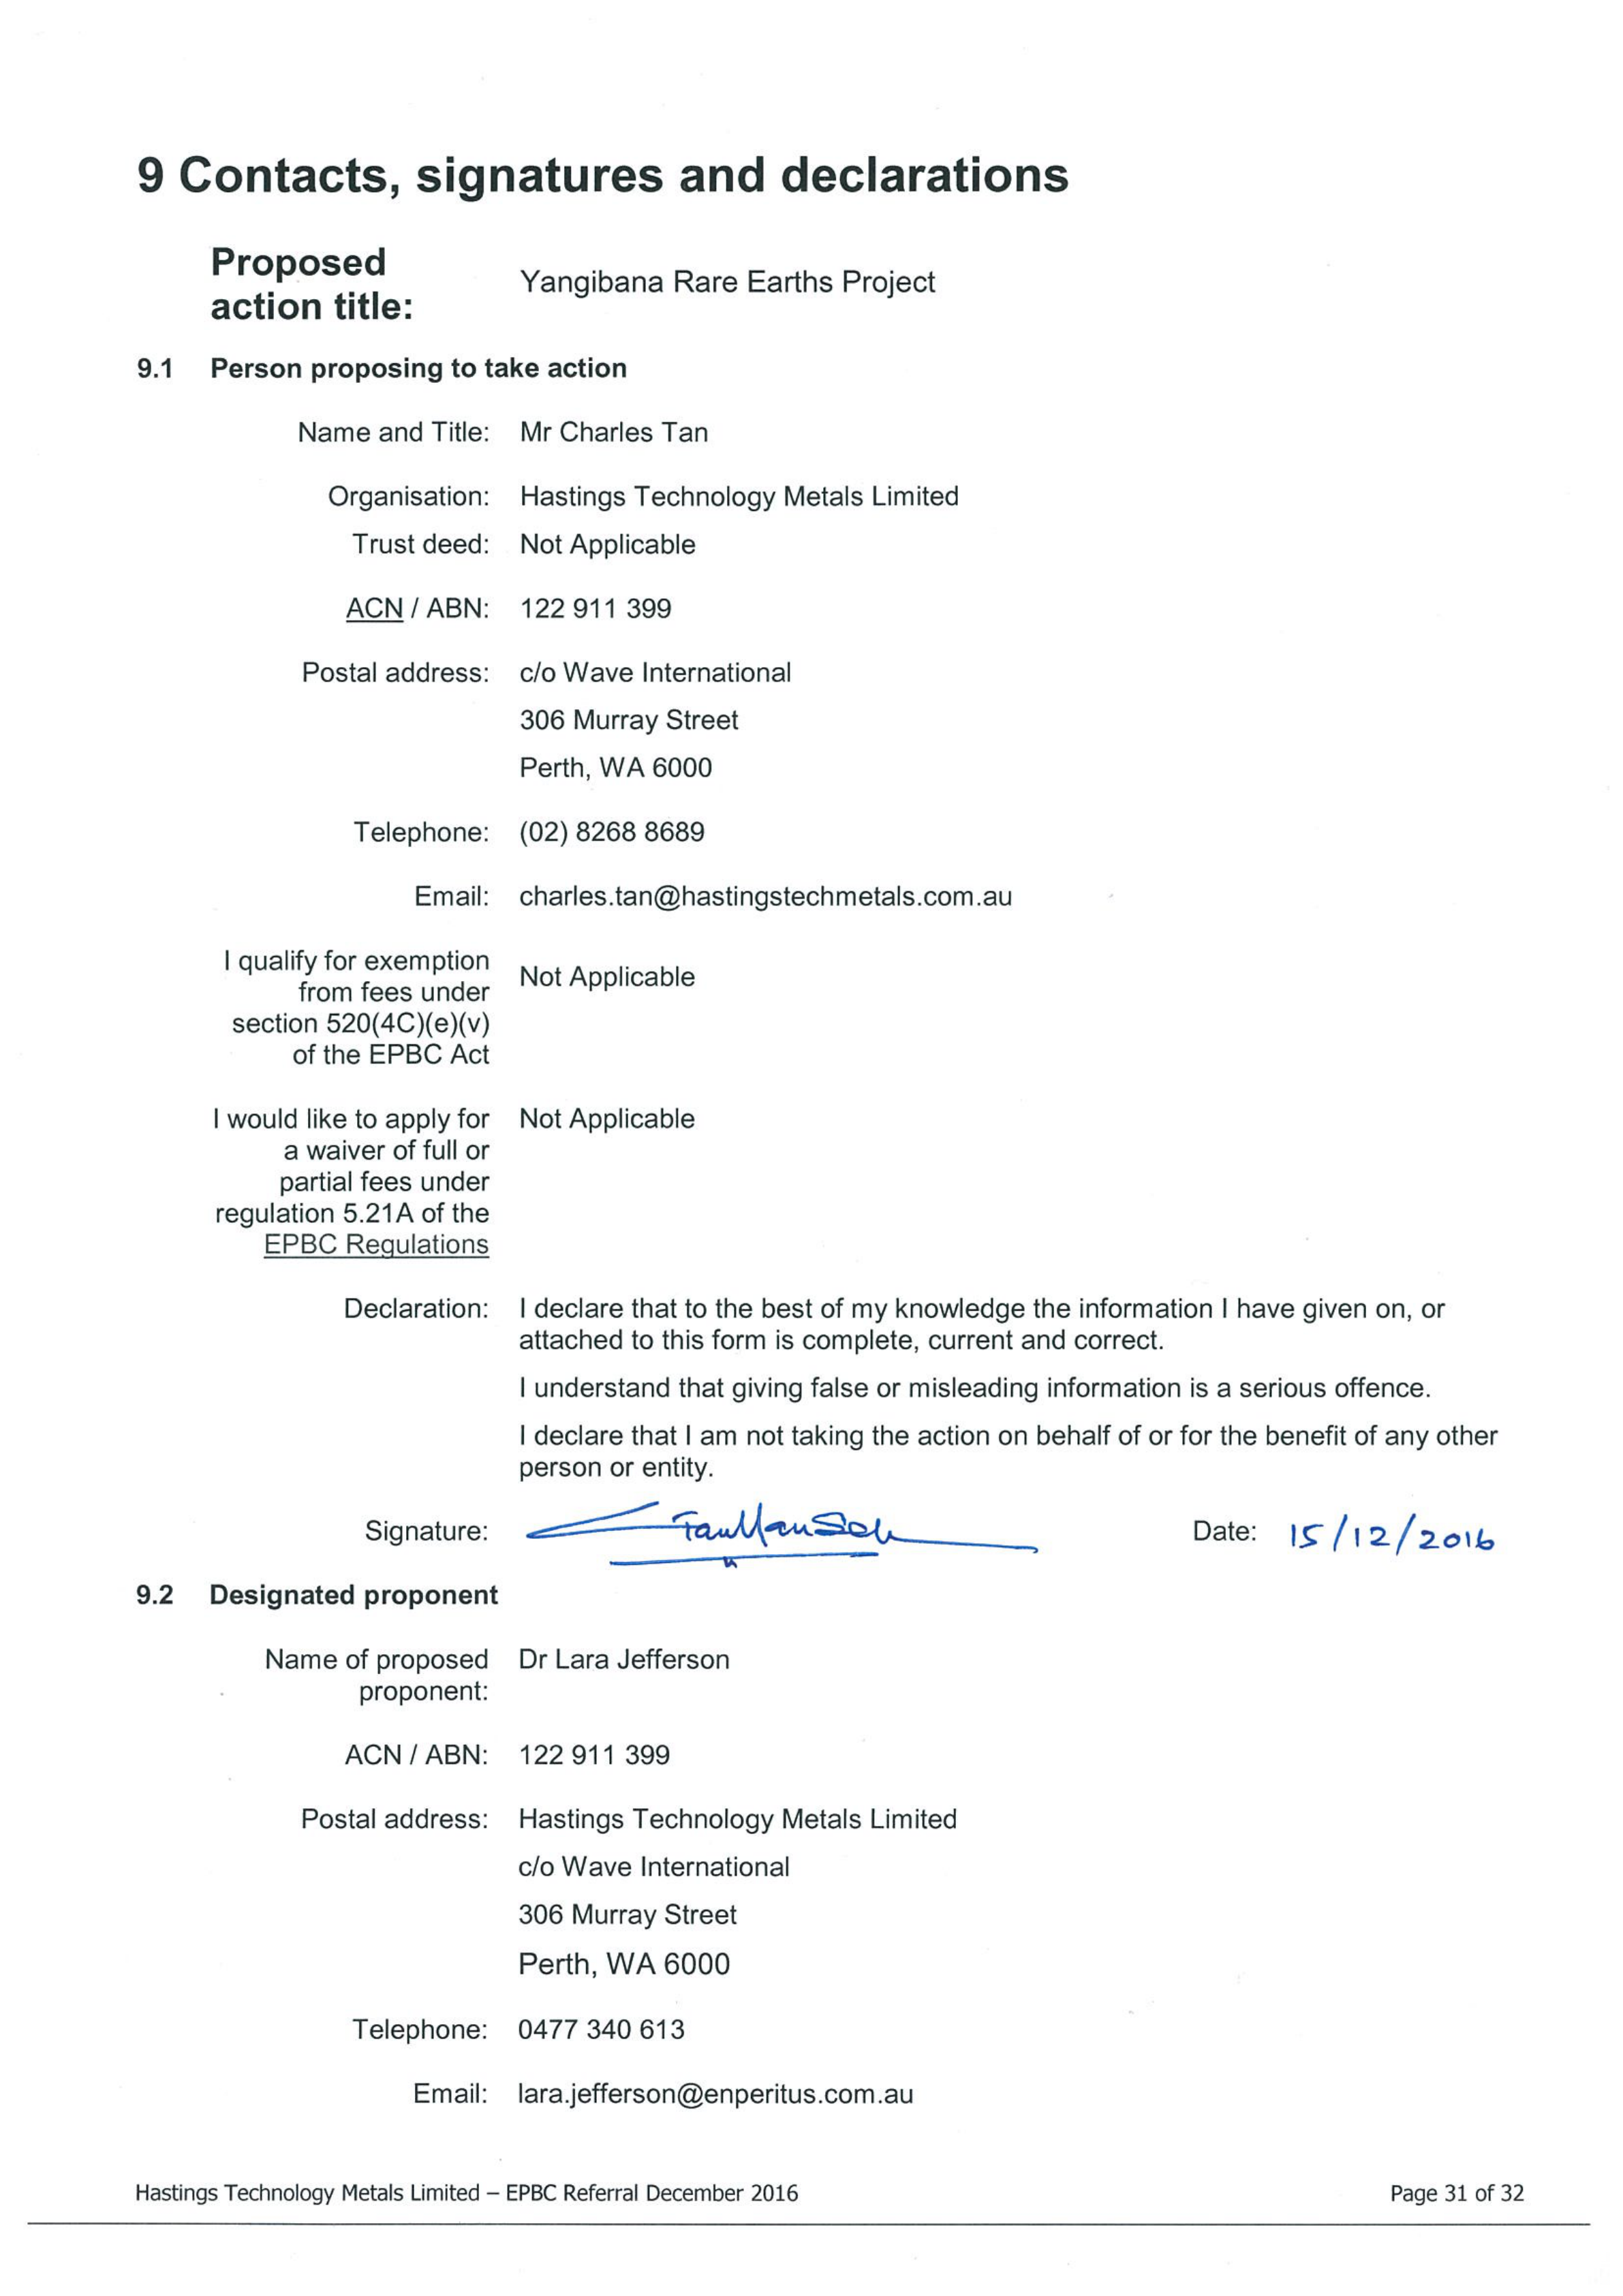 9 Contacts, signatures and declarations
Proposed
action title:
Yangibana Rare Earths Project
9.1 Person proposing to take action
Name and Title: Mr Charles Tan
Organisation: Hastings Technology Metals Limited
Trust deed: Not Applicable
ACN / ABN: 122 911 399
Postal address: c/o Wave International
306 Murray Street
Perth, WA 6000
Telephone: (02) 8268 8689
Email: charles.tan@hastingstechmetals.com.au
I qualify for exemption
from fees under
section 520(4C)(e)(v)
of the EPBC Act
Not Applicable
I would like to apply for
a waiver of full or
partial fees under
regulation 5.21A of the
EPBC Regulations
Not Applicable
Declaration: I declare that to the best of my knowledge the information I have given on, or
attached to this form is complete, current and correct.
I understand that giving false or misleading information is a serious offence.
I declare that I am not taking the action on behalf of or for the benefit of any other
person or entity.
Signature: Date: 15/12/2016
9.2 Designated proponent
Name of proposed
proponent:
Dr Lara Jefferson
ACN / ABN: 122 911 399
Postal address: Hastings Technology Metals Limited
c/o Wave International
306 Murray Street
Perth, WA 6000
Telephone: 0477 340 613
Email: lara.jefferson@enperitus.com.au
Hastings Technology Metals Limited – EPBC Referral December 2016 Page 31 of 32